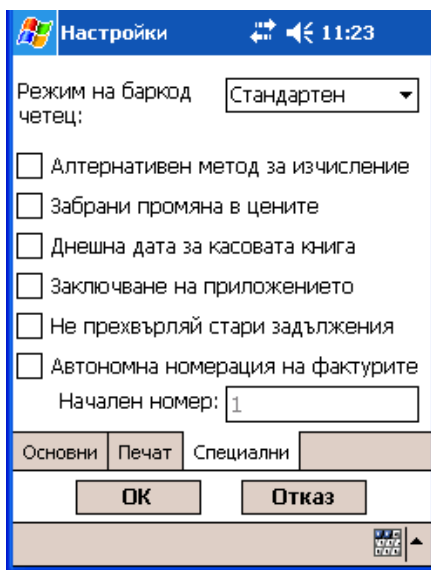 Настройки 11:23
Режим на баркод Стандартен
четец:
Алтернативен метод за изчисление
Забрани промяна в цените
Днешна дата за касовата книга
Заключване на приложението
Не прехвърляй стари задължения
Автономна номерация на фактурите
Начален номер: 1
Основни Печат Специални
ОК Отказ